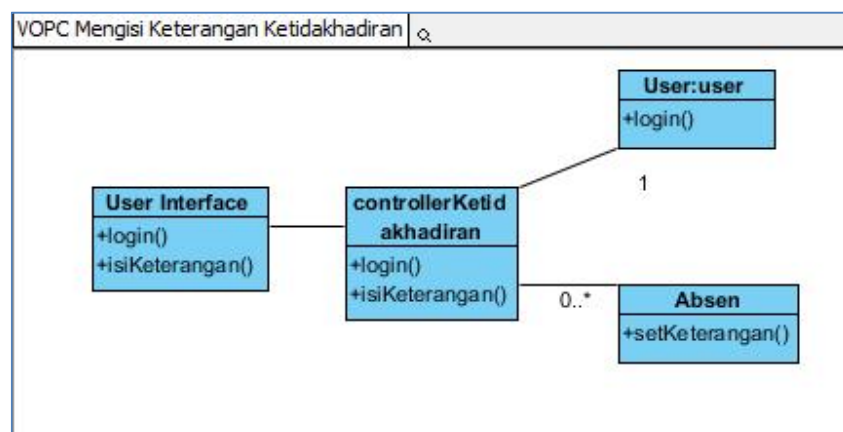 VOPC Mengisi Keterangan Ketidakhadiran
User:user
+login()
1
User Interface
+login()
+isiKeterangan()
controllerKetid
akhadiran
+login()
+isiKeterangan()
0..*
Absen
+setKeterangan()